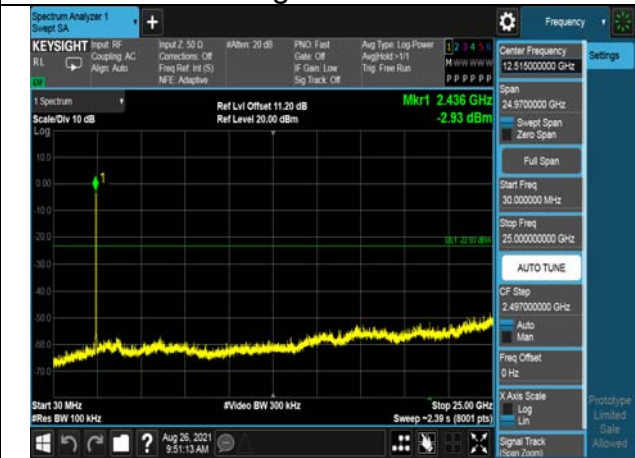 Spectrum Analyzer 1
Swept SA
+
Frequency
KEYSIGHT
RL
Input: RF
Coupling: AC
Align: Auto
Input Z: 50 Ω
Corrections: Off
Freq Ref: Int (S)
NFE: Adaptive
#Atten: 20 dB
PNO: Fast
Gate: Off
IF Gain: Low
Sig Track: Off
Avg Type: Log-Power
Avg|Hold:>1/1
Trig: Free Run
1 2 3 4 5 6
M W W W W W
P P P P P P
1 Spectrum
Scale/Div 10 dB
Log
Ref Lvl Offset 11.20 dB
Ref Level 20.00 dBm
Mkr1 2.436 GHz
-2.93 dBm
10.0
0.00
-10.0
-20.0
-30.0
-40.0
-50.0
-60.0
-70.0
1
DL1 -22.93 dBm
Start 30 MHz
#Res BW 100 kHz
#Video BW 300 kHz
Stop 25.00 GHz
Sweep ~2.39 s (8001 pts)
Center Frequency
12.515000000 GHz
Settings
Span
24.9700000 GHz
Swept Span
Zero Span
Full Span
Start Freq
30.000000 MHz
Stop Freq
25.000000000 GHz
AUTO TUNE
CF Step
2.497000000 GHz
Auto
Man
Freq Offset
0 Hz
X Axis Scale
Log
Lin
Signal Track
(Span Zoom)
Prototype
Limited
Sale
Allowed
?
Aug 26, 2021
9:51:13 AM